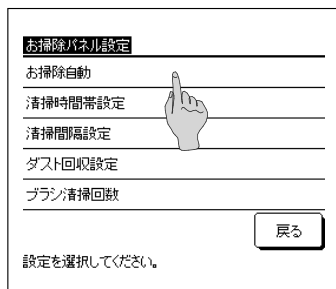 お掃除パネル設定
お掃除自動
清掃時間帯設定
清掃間隔設定
ダスト回収設定
ブラシ清掃回数
戻る
設定を選択してください。